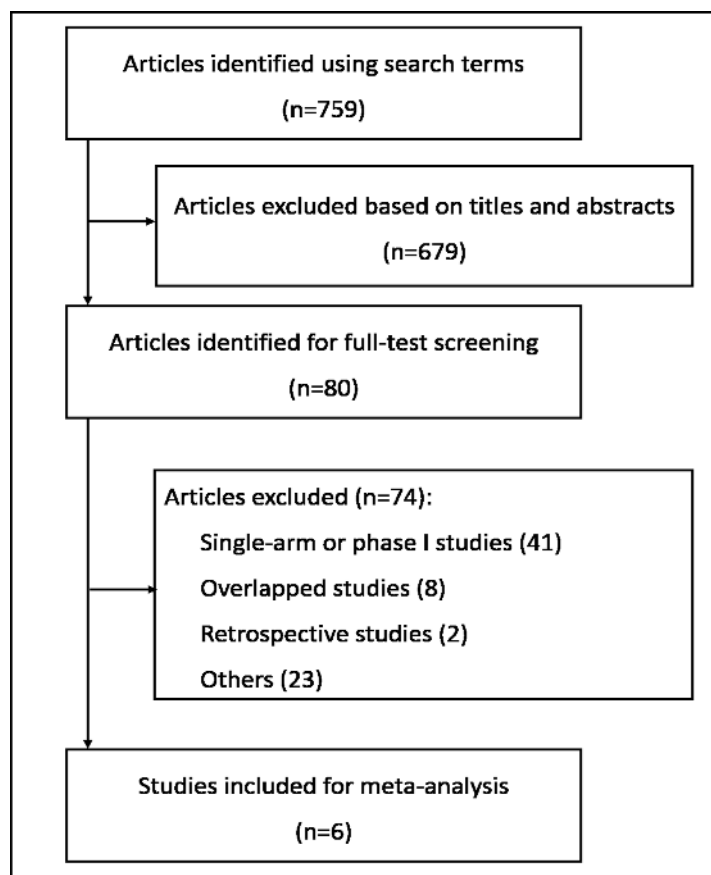 Articles identified using search terms
(n=759)
Articles excluded based on titles and abstracts
(n=679)
Articles identified for full-test screening
(n=80)
Articles excluded (n=74):
Single-arm or phase I studies (41)
Overlapped studies (8)
Retrospective studies (2)
Others (23)
Studies included for meta-analysis
(n=6)